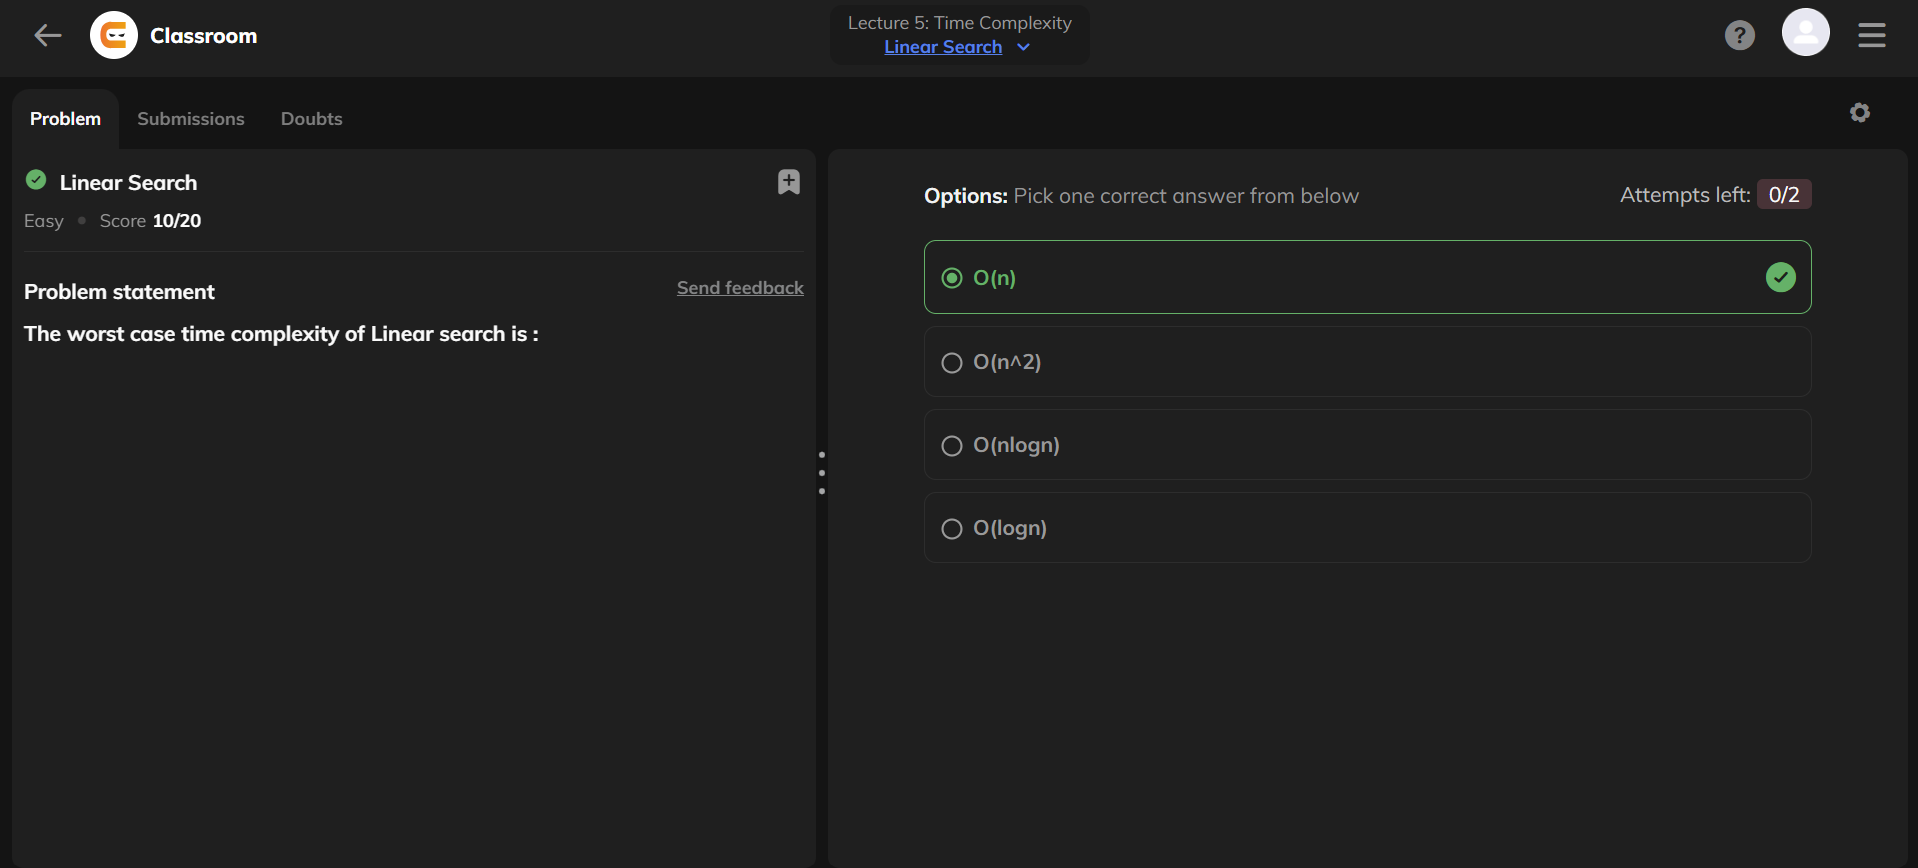 Classroom
Lecture 5: Time Complexity
Linear Search
?
Problem Submissions Doubts
Linear Search
Easy • Score 10/20
Problem statement
Send feedback
The worst case time complexity of Linear search is :
Options: Pick one correct answer from below
Attempts left: 0/2
O(n)
O(n^2)
O(nlogn)
O(logn)